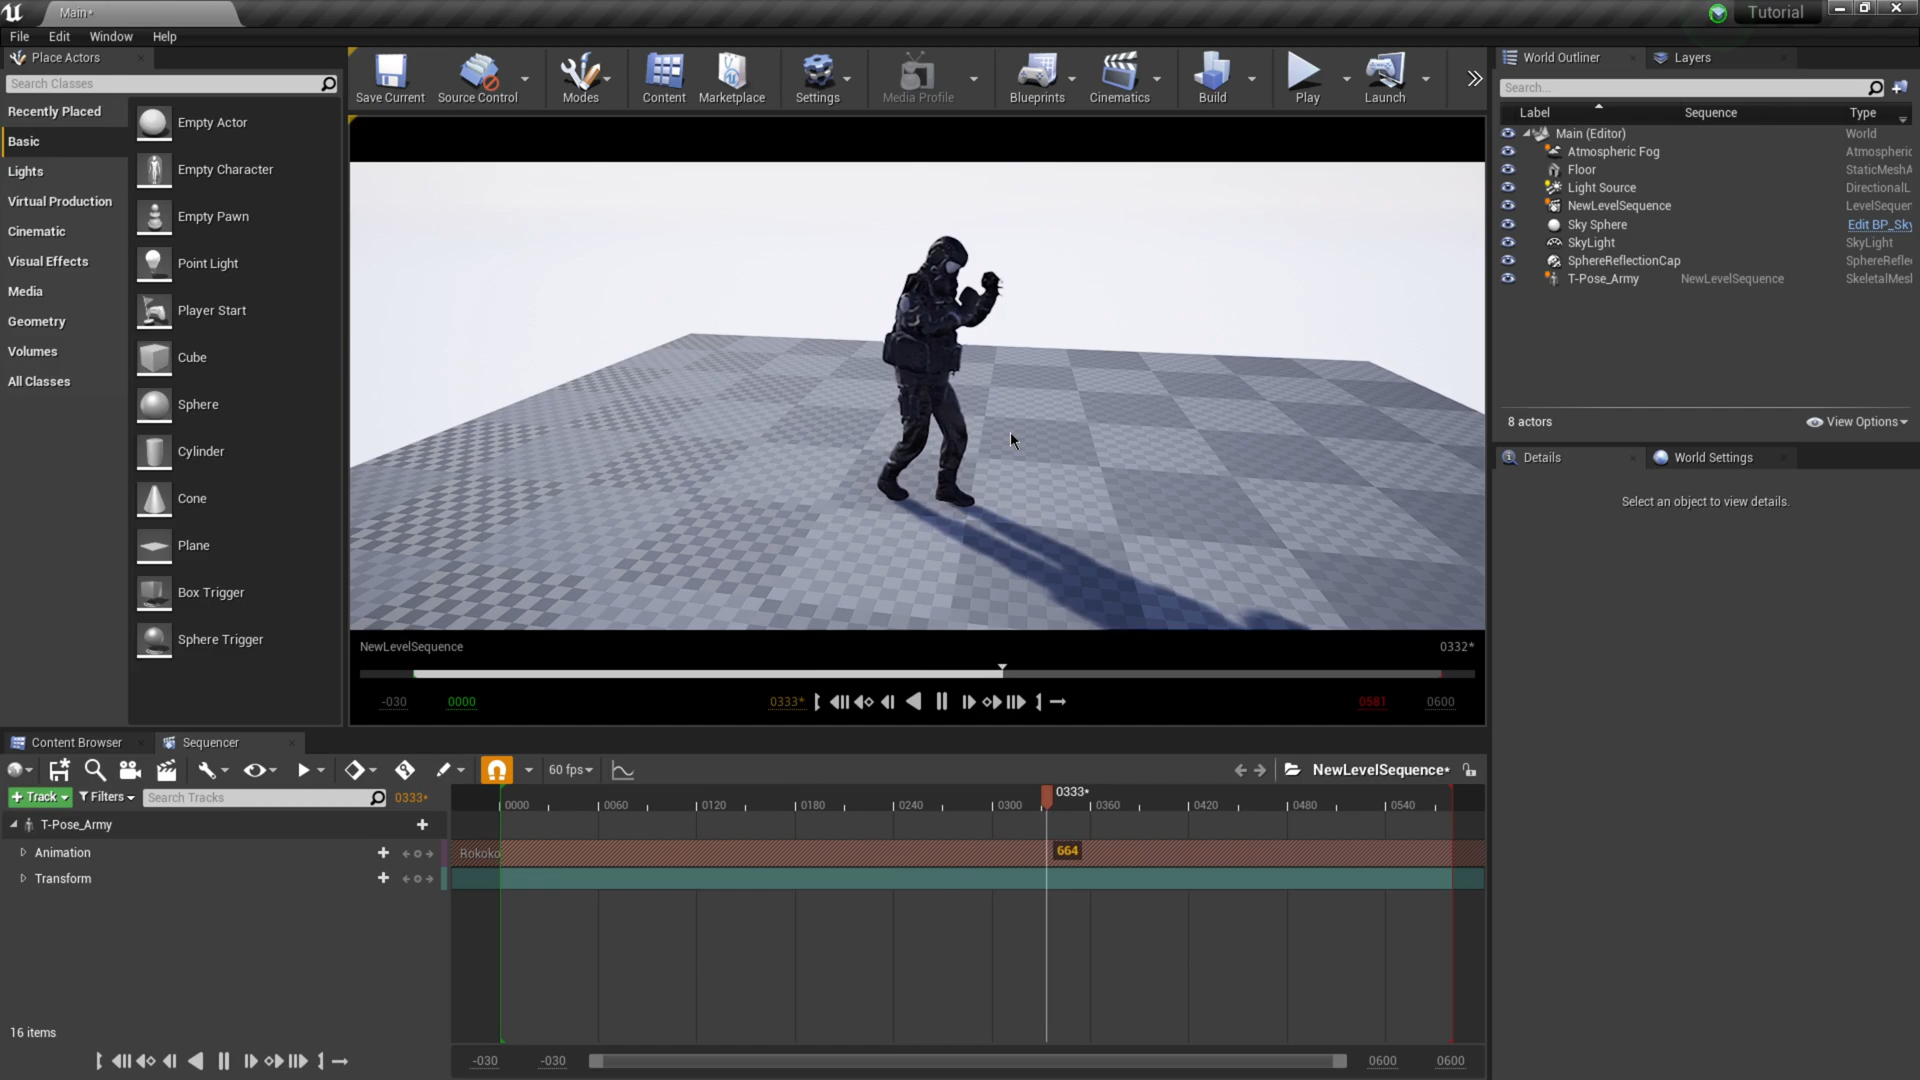 Main*
Tutorial
File Edit Window Help
Place Actors
Search Classes
Recently Placed
Basic
Lights
Virtual Production
Cinematic
Visual Effects
Media
Geometry
Volumes
All Classes
Empty Actor
Empty Character
Empty Pawn
Point Light
Player Start
Cube
Sphere
Cylinder
Cone
Plane
Box Trigger
Sphere Trigger
Save Current Source Control Modes Content Marketplace Settings Media Profile Blueprints Cinematics Build Play Launch
NewLevelSequence 0332*
-030 0000 0333* 0581 0600
World Outliner Layers
Search...
Label Sequence Type
Main (Editor) World
Atmospheric Fog Atmospheric
Floor StaticMeshA
Light Source DirectionalL
NewLevelSequence LevelSequen
Sky Sphere Edit BP_Sky
SkyLight SkyLight
SphereReflectionCap SphereReflec
T-Pose_Army NewLevelSequence SkeletalMesh
8 actors View Options
Details World Settings
Select an object to view details.
Content Browser Sequencer
60 fps NewLevelSequence*
Track Filters Search Tracks 0333*
0000 0060 0120 0180 0240 0300 0333* 0360 0420 0480 0540
T-Pose_Army
Animation Rokoko 664
Transform
16 items
-030 -030 0600 0600